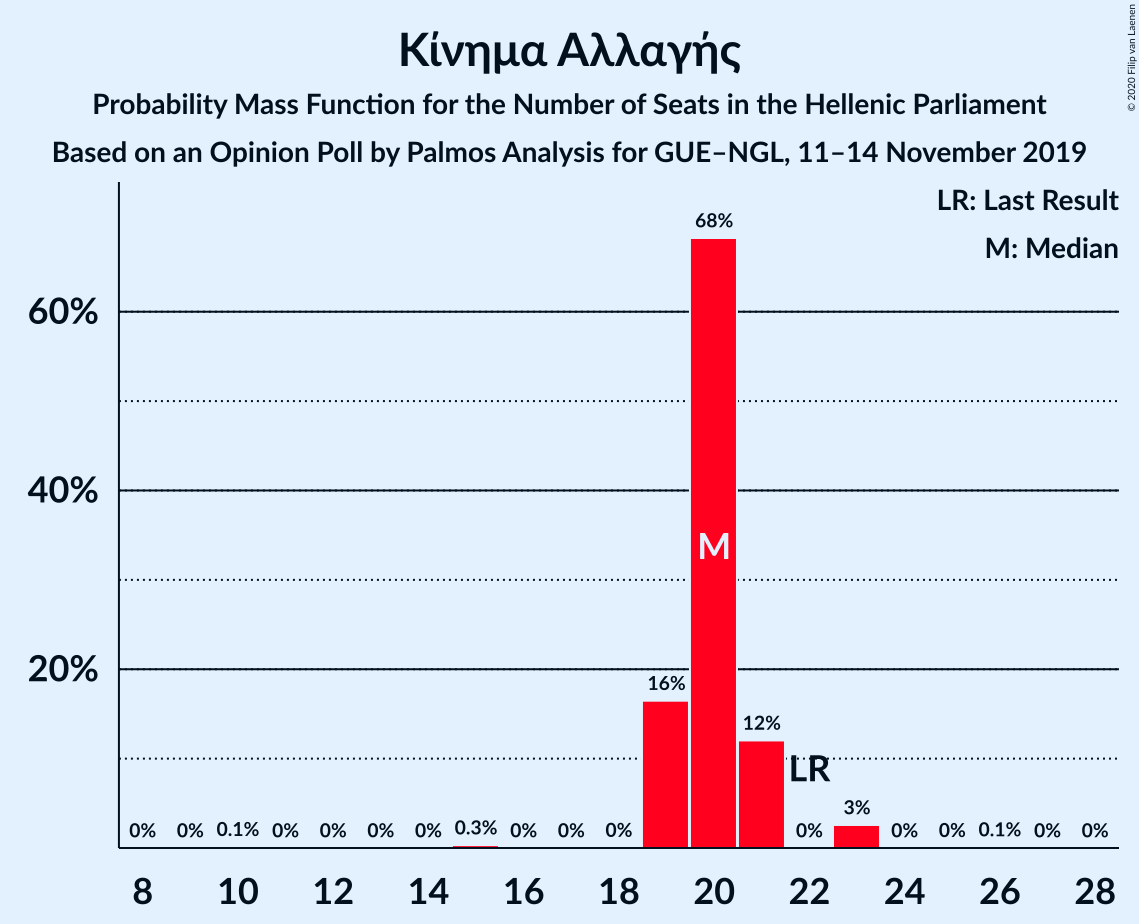 Κίνημα Αλλαγής
Probability Mass Function for the Number of Seats in the Hellenic Parliament
Based on an Opinion Poll by Palmos Analysis for GUE–NGL, 11–14 November 2019
© 2020 Filip van Laenen
LR: Last Result
M: Median
68%
60%
40%
M
20%
16%
12%
LR
3%
0% 0% 0.1% 0% 0% 0% 0% 0.3% 0% 0% 0% 0% 0% 0% 0.1% 0% 0%
8 10 12 14 16 18 20 22 24 26 28